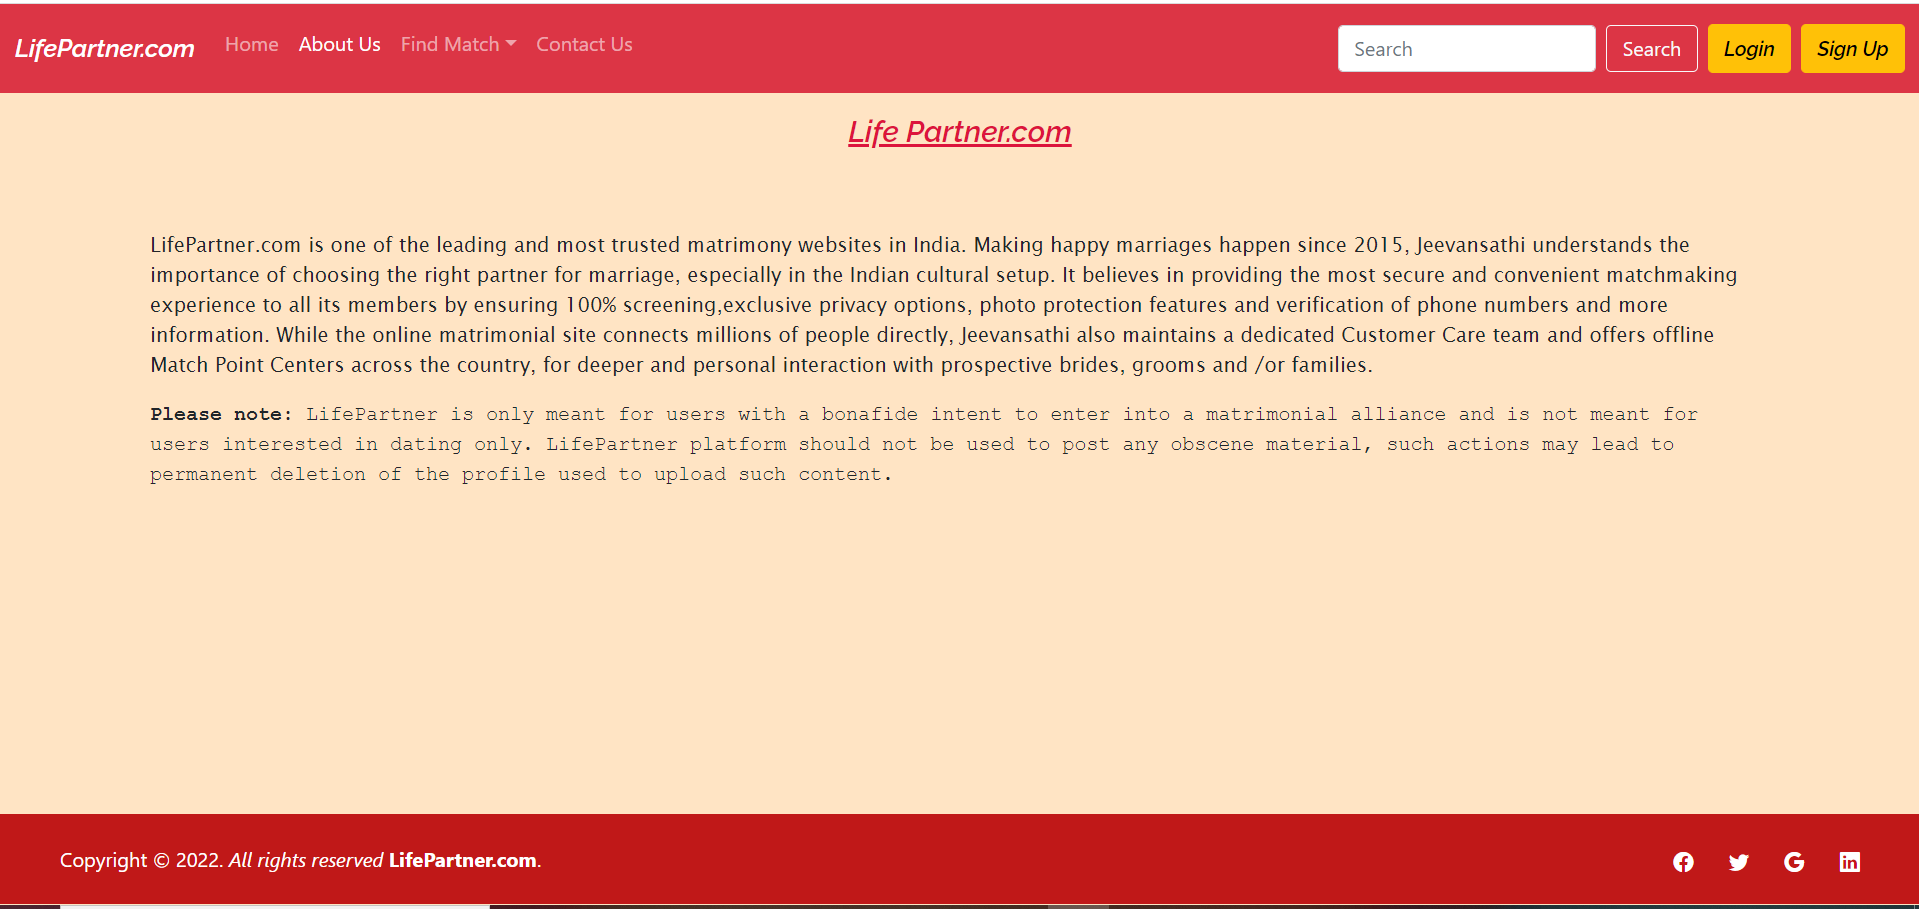 LifePartner.com Home About Us Find Match Contact Us Search Search Login Sign Up
Life Partner.com
LifePartner.com is one of the leading and most trusted matrimony websites in India. Making happy marriages happen since 2015, Jeevansathi understands the
importance of choosing the right partner for marriage, especially in the Indian cultural setup. It believes in providing the most secure and convenient matchmaking
experience to all its members by ensuring 100% screening,exclusive privacy options, photo protection features and verification of phone numbers and more
information. While the online matrimonial site connects millions of people directly, Jeevansathi also maintains a dedicated Customer Care team and offers offline
Match Point Centers across the country, for deeper and personal interaction with prospective brides, grooms and /or families.
Please note: LifePartner is only meant for users with a bonafide intent to enter into a matrimonial alliance and is not meant for
users interested in dating only. LifePartner platform should not be used to post any obscene material, such actions may lead to
permanent deletion of the profile used to upload such content.
Copyright © 2022. All rights reserved LifePartner.com.